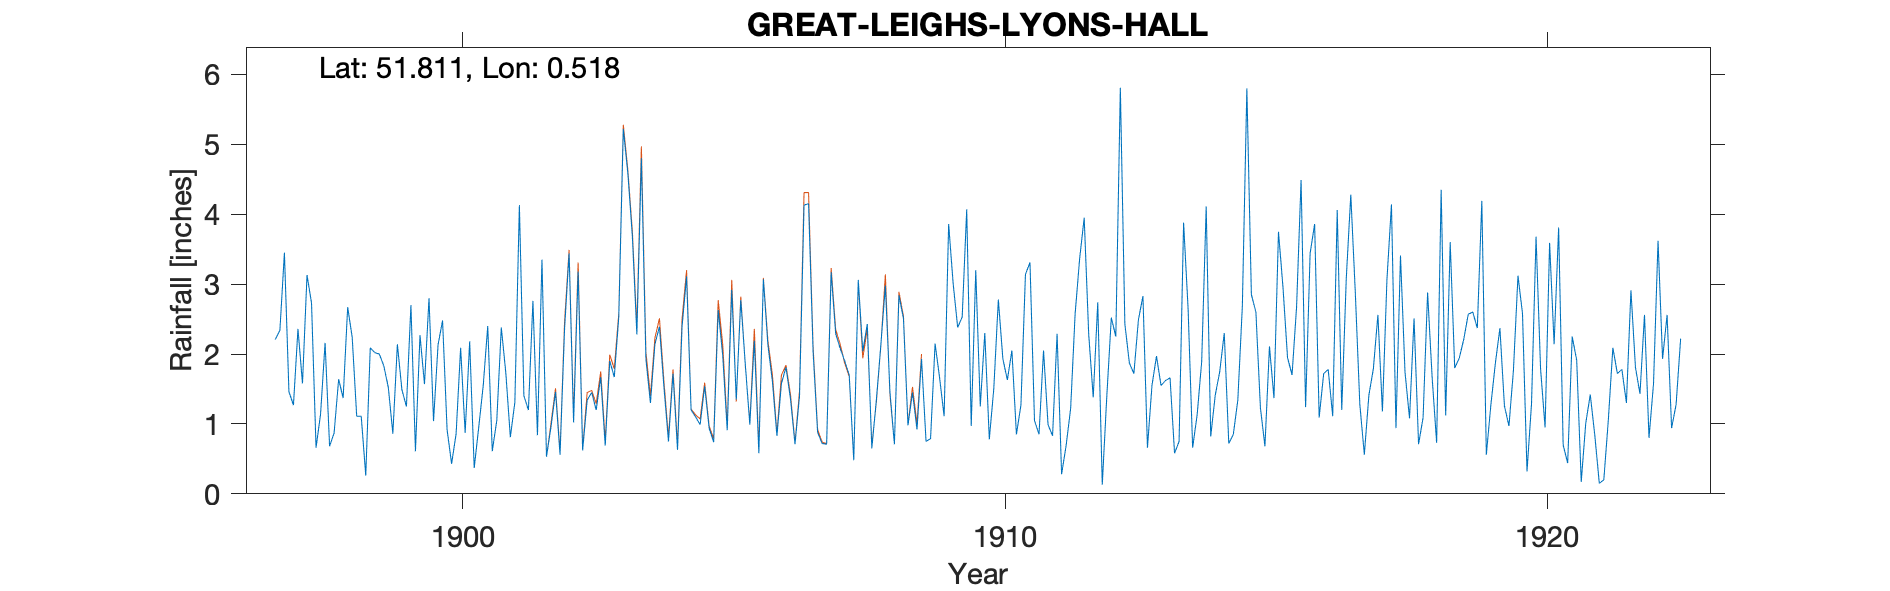 GREAT-LEIGHS-LYONS-HALL
Lat: 51.811, Lon: 0.518
6
5
4
3
2
1
0
Rainfall [inches]
1900
1910
1920
Year